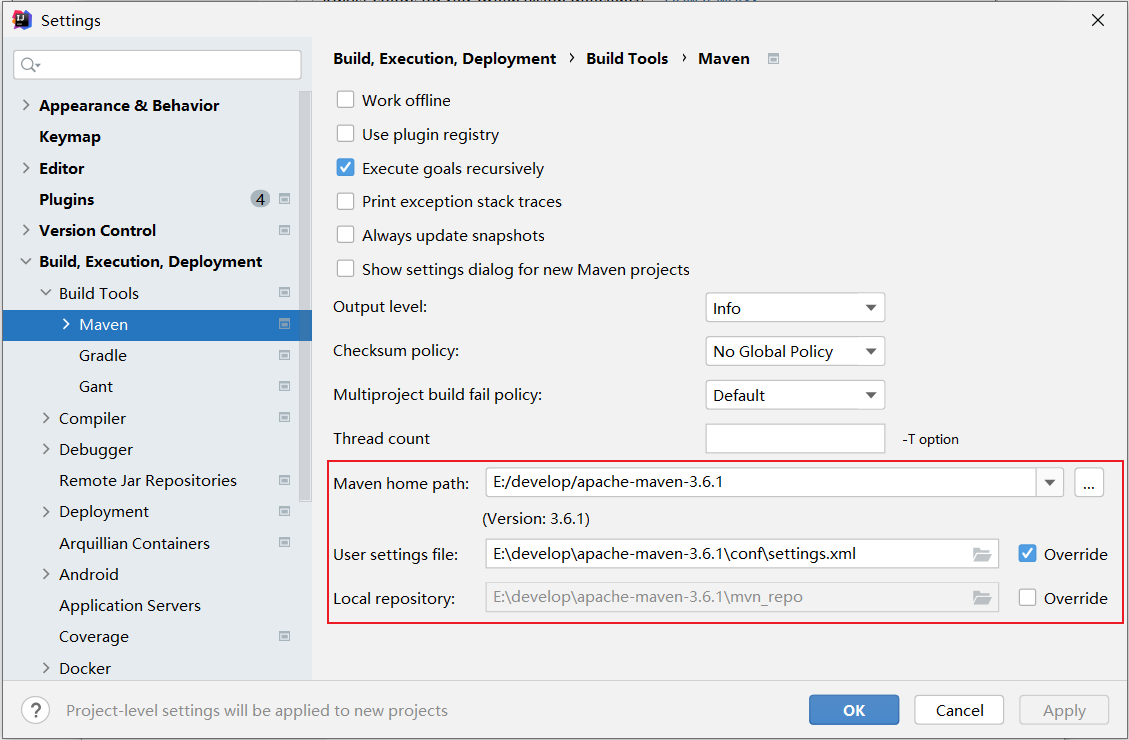 Settings
Appearance & Behavior
Keymap
Editor
Plugins 4
Version Control
Build, Execution, Deployment
Build Tools
Maven
Gradle
Gant
Compiler
Debugger
Remote Jar Repositories
Deployment
Arquillian Containers
Android
Application Servers
Coverage
Docker
Build, Execution, Deployment › Build Tools › Maven
Work offline
Use plugin registry
Execute goals recursively
Print exception stack traces
Always update snapshots
Show settings dialog for new Maven projects
Output level: Info
Checksum policy: No Global Policy
Multiproject build fail policy: Default
Thread count -T option
Maven home path: E:/develop/apache-maven-3.6.1 ...
(Version: 3.6.1)
User settings file: E:\develop\apache-maven-3.6.1\conf\settings.xml Override
Local repository: E:\develop\apache-maven-3.6.1\mvn_repo Override
? Project-level settings will be applied to new projects
OK Cancel Apply